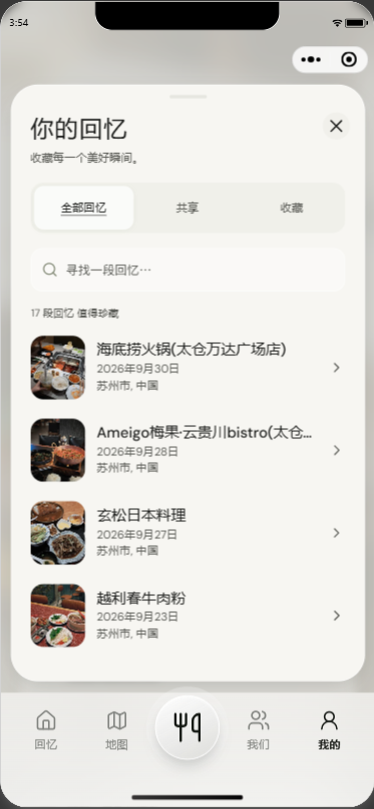 3:54
你的回忆
收藏每一个美好瞬间。
全部回忆
共享
收藏
寻找一段回忆…
17 段回忆 值得珍藏
海底捞火锅(太仓万达广场店)
2026年9月30日
苏州市, 中国
Ameigo梅果·云贵川bistro(太仓...
2026年9月28日
苏州市, 中国
玄松日本料理
2026年9月27日
苏州市, 中国
越利春牛肉粉
2026年9月23日
苏州市, 中国
回忆
地图
我们
我的